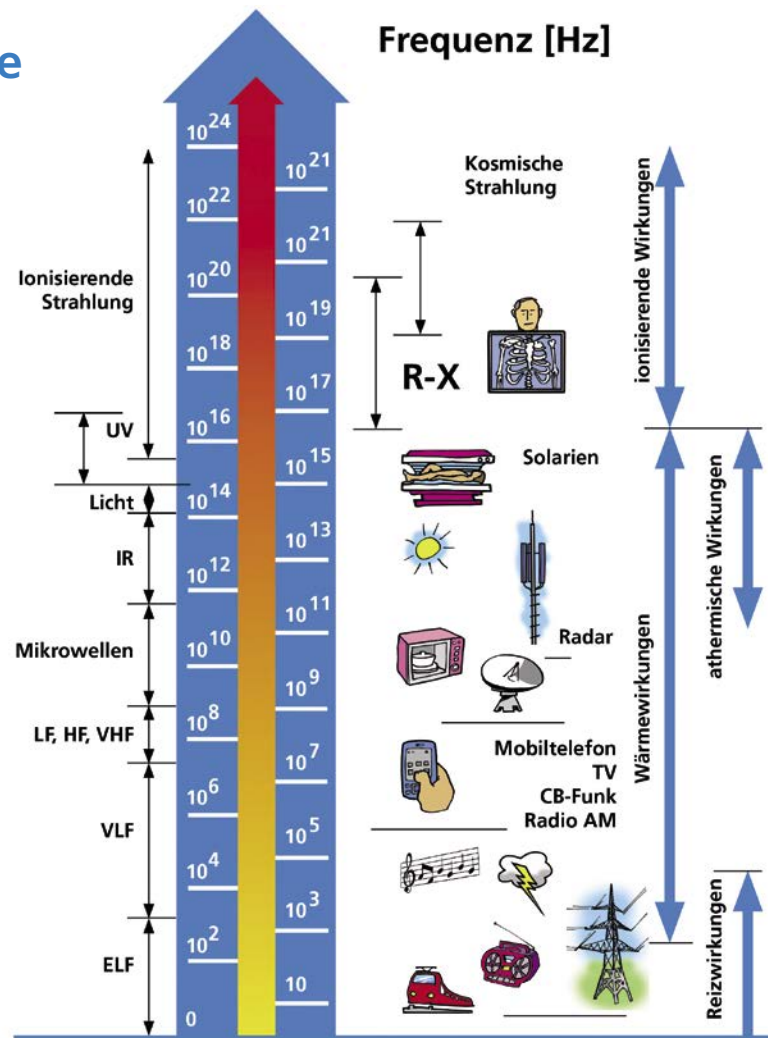 e
Frequenz [Hz]
10^24
10^21
10^22
10^21
10^20
10^19
10^18
10^17
10^16
10^15
10^14
10^13
10^12
10^11
10^10
10^9
10^8
10^7
10^6
10^5
10^4
10^3
10^2
10
0
Ionisierende
Strahlung
UV
Licht
IR
Mikrowellen
LF, HF, VHF
VLF
ELF
Kosmische
Strahlung
R-X
Solarien
Radar
Mobiltelefon
TV
CB-Funk
Radio AM
ionisierende Wirkungen
Wärmewirkungen
athermische Wirkungen
Reizwirkungen